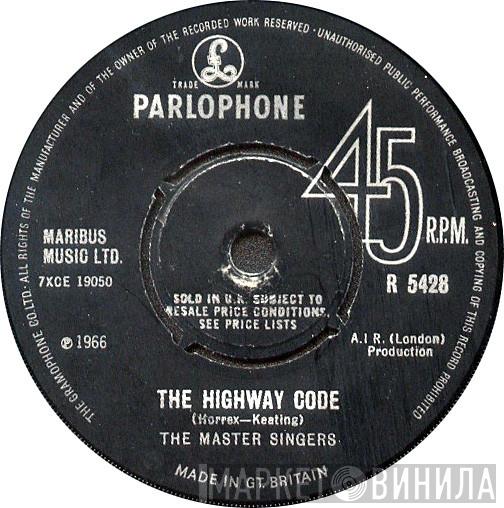 THE GRAMOPHONE CO. LTD. · ALL RIGHTS OF THE MANUFACTURER AND OF THE OWNER OF THE RECORDED WORK RESERVED · UNAUTHORISED PUBLIC PERFORMANCE BROADCASTING AND COPYING OF THIS RECORD PROHIBITED
£
TRADE MARK
PARLOPHONE
45 R.P.M.
MARIBUS
MUSIC LTD.
7XCE 19050
R 5428
SOLD IN U.K. SUBJECT TO
RESALE PRICE CONDITIONS,
SEE PRICE LISTS
℗ 1966
A.I R. (London)
Production
THE HIGHWAY CODE
(Horrex—Keating)
THE MASTER SINGERS
MADE IN GT. BRITAIN
МАРКЕТ ВИНИЛА